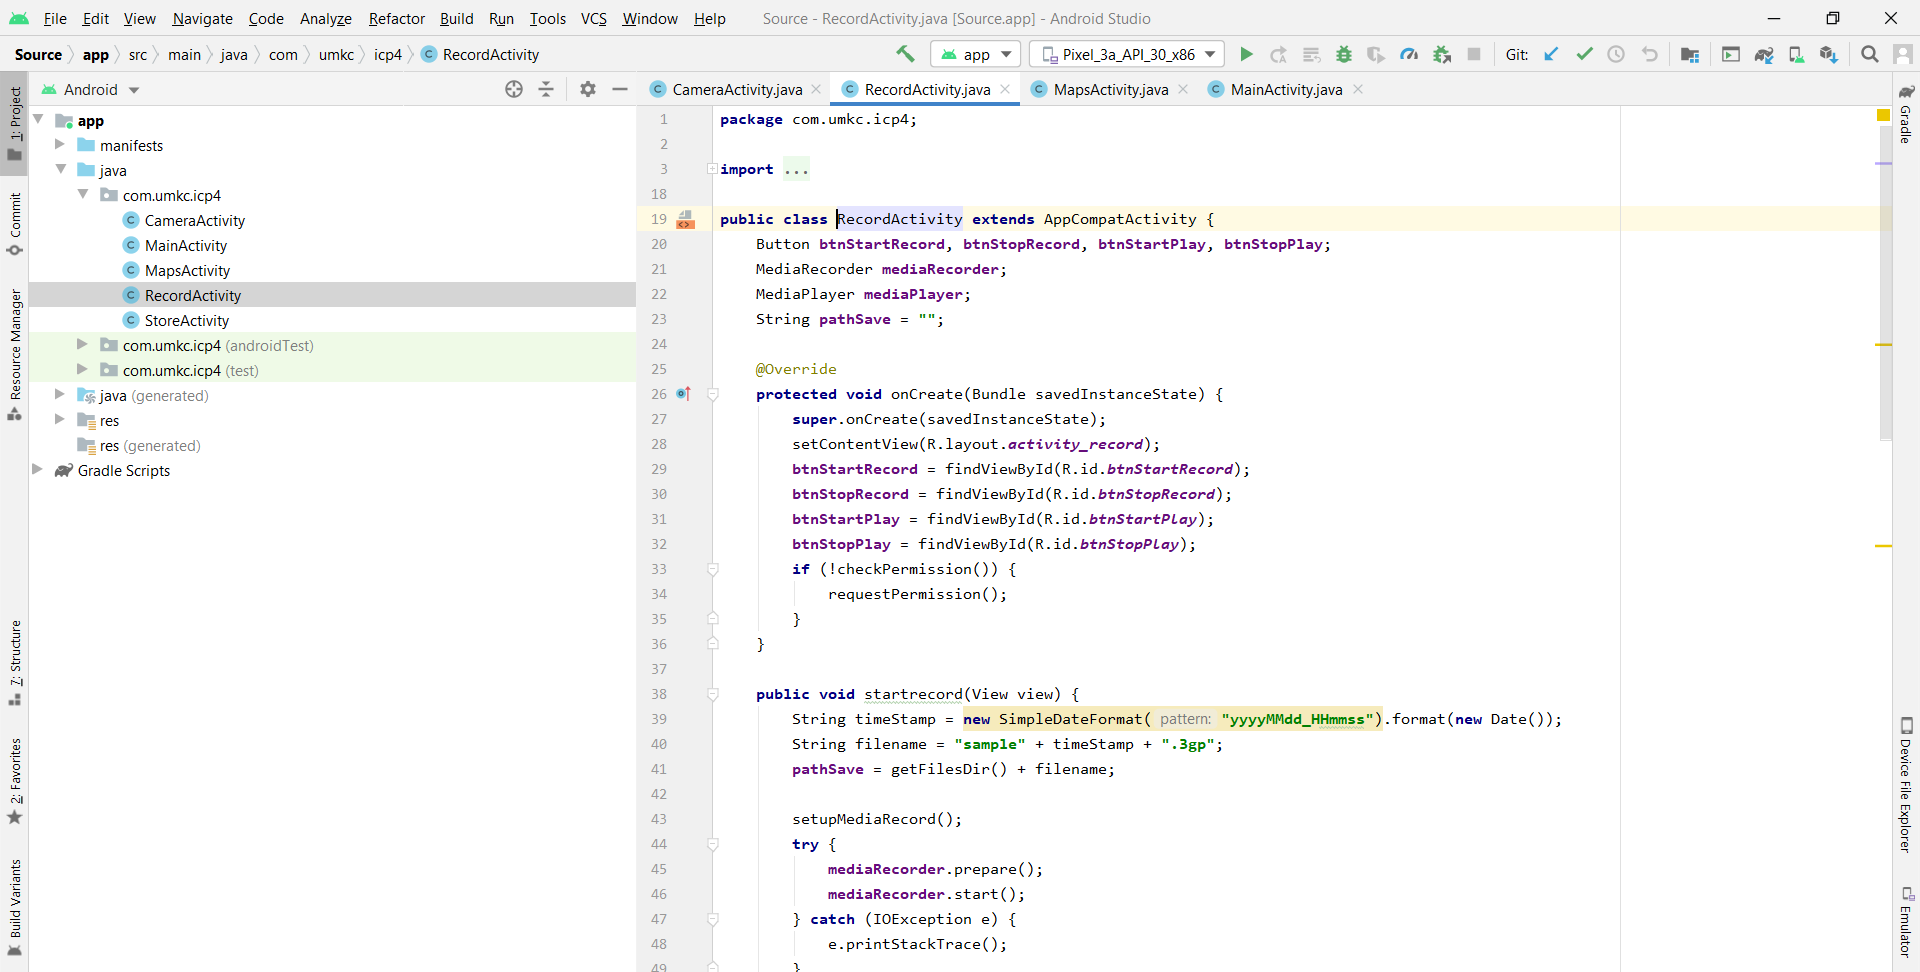 File Edit View Navigate Code Analyze Refactor Build Run Tools VCS Window Help Source - RecordActivity.java [Source.app] - Android Studio
Source app src main java com umkc icp4 RecordActivity app Pixel_3a_API_30_x86 Git:
Android
CameraActivity.java RecordActivity.java MapsActivity.java MainActivity.java
1: Project
Commit
Resource Manager
7: Structure
2: Favorites
Build Variants
app
manifests
java
com.umkc.icp4
CameraActivity
MainActivity
MapsActivity
RecordActivity
StoreActivity
com.umkc.icp4 (androidTest)
com.umkc.icp4 (test)
java (generated)
res
res (generated)
Gradle Scripts
1 package com.umkc.icp4;
2
3 import ...
18
19 public class RecordActivity extends AppCompatActivity {
20 Button btnStartRecord, btnStopRecord, btnStartPlay, btnStopPlay;
21 MediaRecorder mediaRecorder;
22 MediaPlayer mediaPlayer;
23 String pathSave = "";
24
25 @Override
26 protected void onCreate(Bundle savedInstanceState) {
27 super.onCreate(savedInstanceState);
28 setContentView(R.layout.activity_record);
29 btnStartRecord = findViewById(R.id.btnStartRecord);
30 btnStopRecord = findViewById(R.id.btnStopRecord);
31 btnStartPlay = findViewById(R.id.btnStartPlay);
32 btnStopPlay = findViewById(R.id.btnStopPlay);
33 if (!checkPermission()) {
34 requestPermission();
35 }
36 }
37
38 public void startrecord(View view) {
39 String timeStamp = new SimpleDateFormat( pattern: "yyyyMMdd_HHmmss").format(new Date());
40 String filename = "sample" + timeStamp + ".3gp";
41 pathSave = getFilesDir() + filename;
42
43 setupMediaRecord();
44 try {
45 mediaRecorder.prepare();
46 mediaRecorder.start();
47 } catch (IOException e) {
48 e.printStackTrace();
49 }
Gradle
Device File Explorer
Emulator